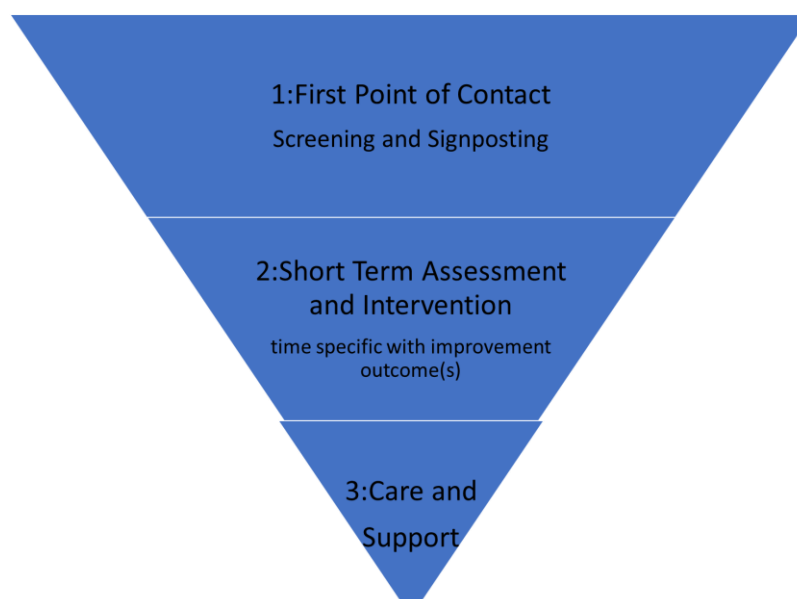 1:First Point of Contact
Screening and Signposting
2:Short Term Assessment
and Intervention
time specific with improvement
outcome(s)
3:Care and
Support